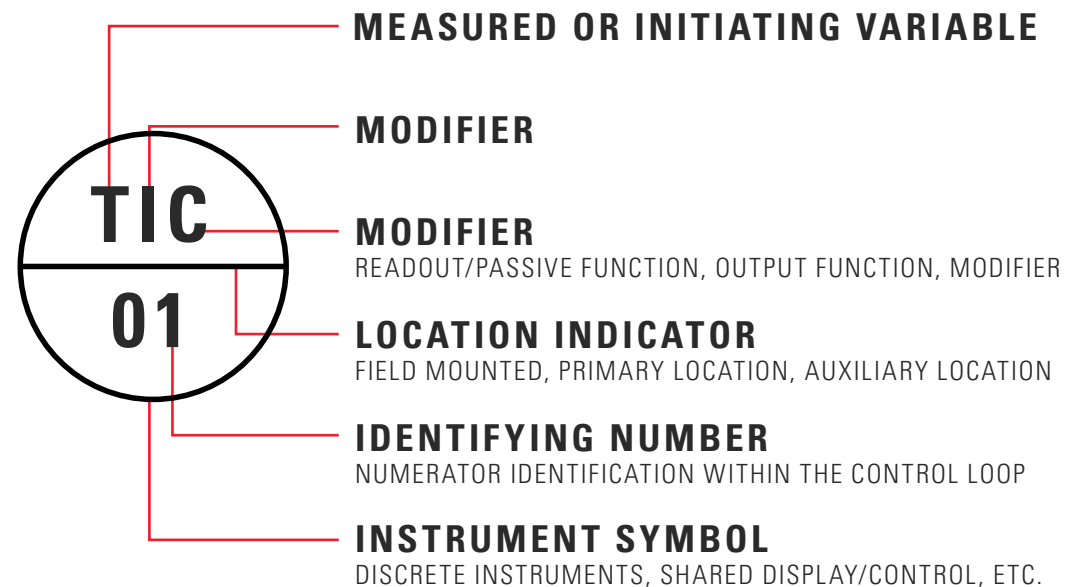 MEASURED OR INITIATING VARIABLE
MODIFIER
TIC
MODIFIER
READOUT/PASSIVE FUNCTION, OUTPUT FUNCTION, MODIFIER
01
LOCATION INDICATOR
FIELD MOUNTED, PRIMARY LOCATION, AUXILIARY LOCATION
IDENTIFYING NUMBER
NUMERATOR IDENTIFICATION WITHIN THE CONTROL LOOP
INSTRUMENT SYMBOL
DISCRETE INSTRUMENTS, SHARED DISPLAY/CONTROL, ETC.